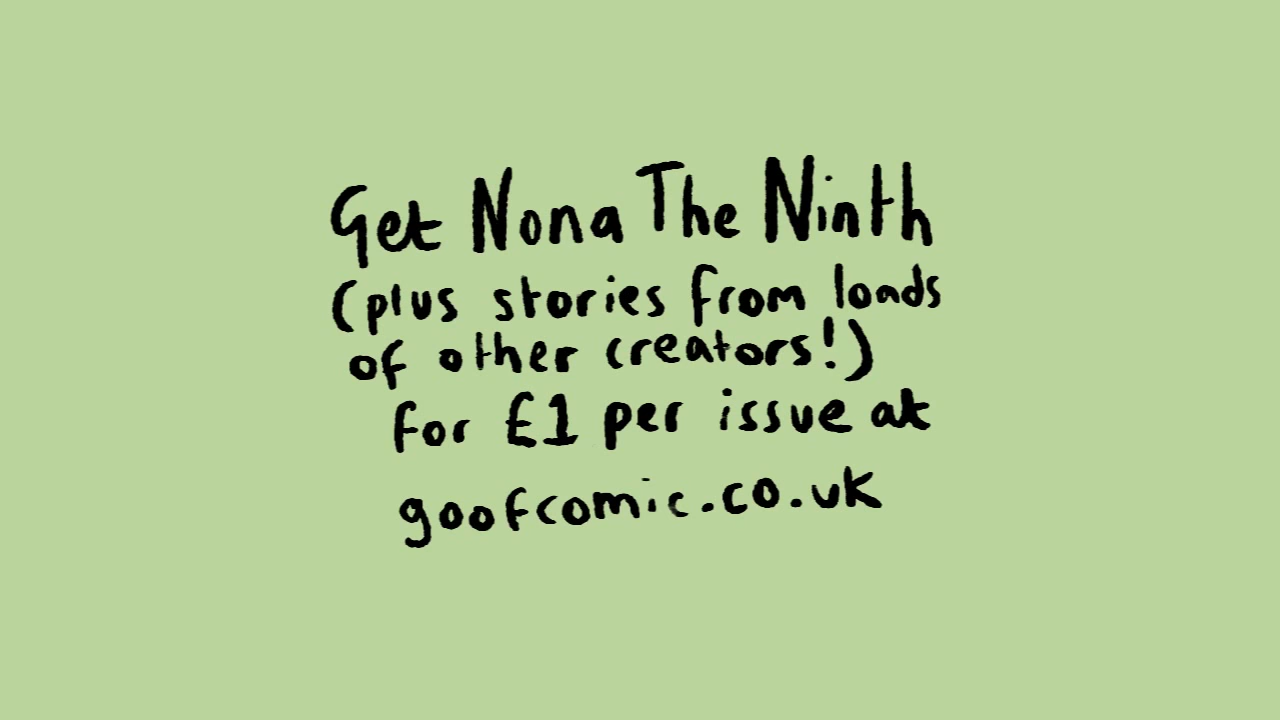 Get Nona The Ninth
(plus stories from loads
of other creators!)
for £1 per issue at
goofcomic.co.uk